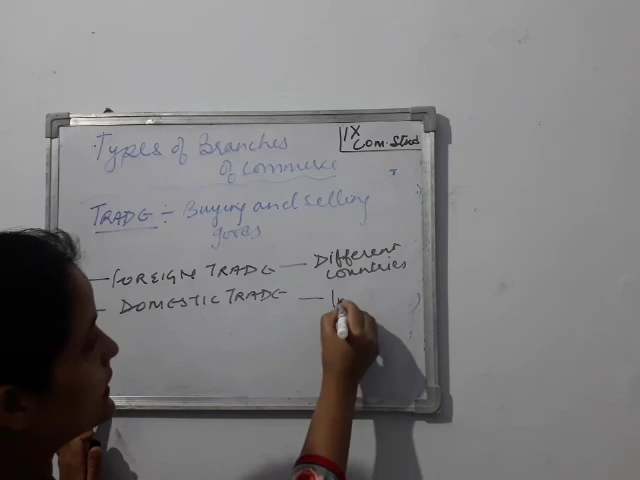 IX
Com. Stud
Types of Branches
of commerce
TRADE ÷ Buying and selling
goods
— FOREIGN TRADE — Different
countries
— DOMESTIC TRADE —